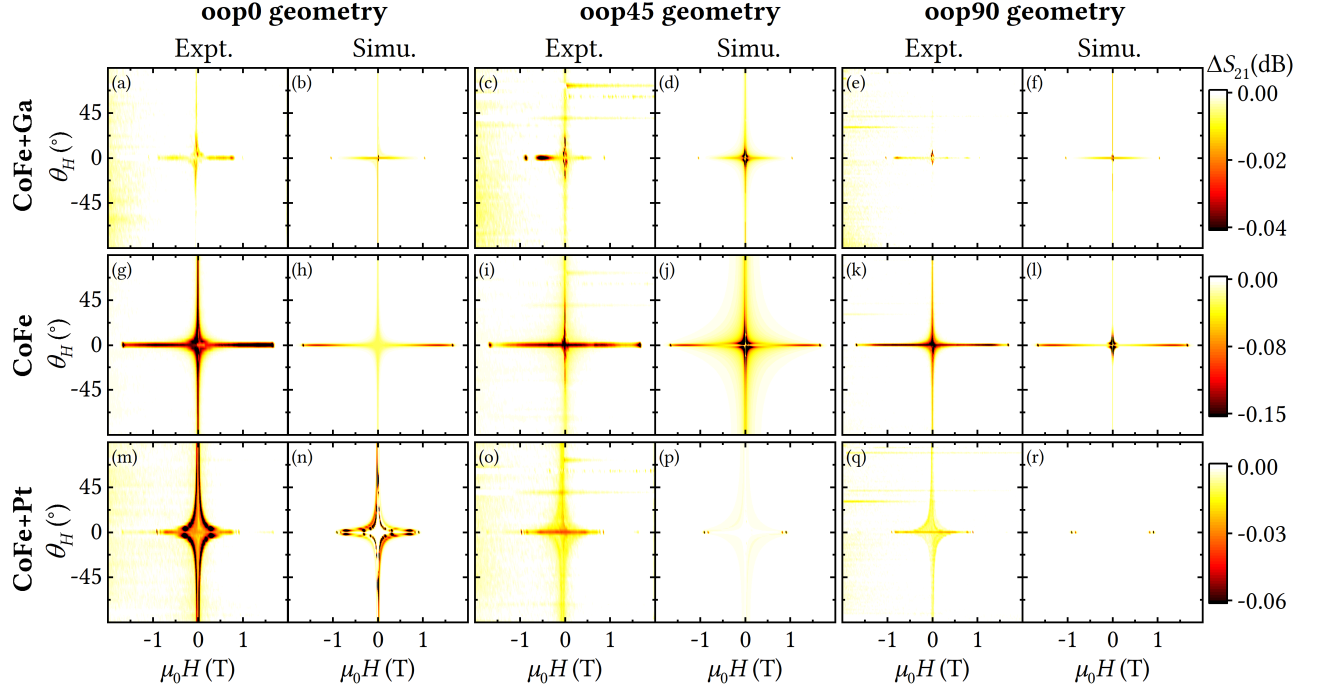 oop0 geometry oop45 geometry oop90 geometry
Expt. Simu. Expt. Simu. Expt. Simu.
ΔS21(dB)
CoFe+Ga
θH (°)
45
0
-45
(a) (b) (c) (d) (e) (f)
0.00
-0.02
-0.04
CoFe
θH (°)
45
0
-45
(g) (h) (i) (j) (k) (l)
0.00
-0.08
-0.15
CoFe+Pt
θH (°)
45
0
-45
(m) (n) (o) (p) (q) (r)
0.00
-0.03
-0.06
-1 0 1 -1 0 1 -1 0 1 -1 0 1 -1 0 1 -1 0 1
μ0H (T) μ0H (T) μ0H (T) μ0H (T) μ0H (T) μ0H (T)